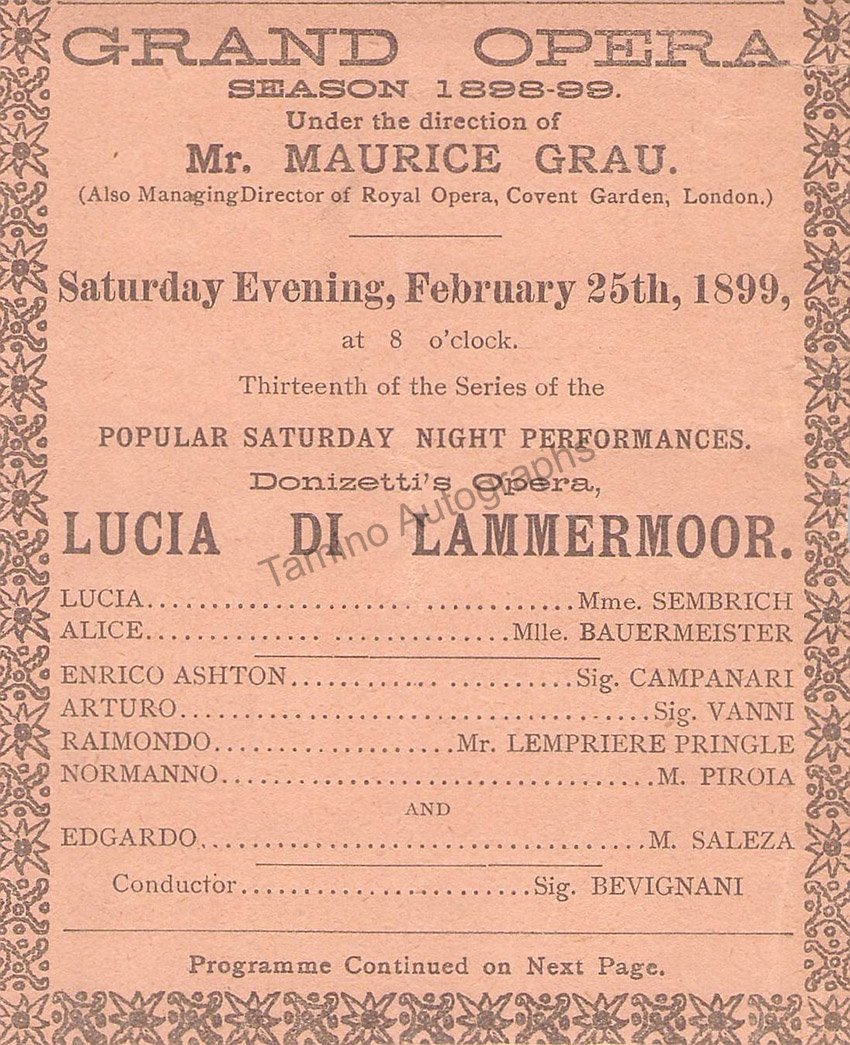 GRAND OPERA
SEASON 1898-99.
Under the direction of
Mr. MAURICE GRAU.
(Also Managing Director of Royal Opera, Covent Garden, London.)
Saturday Evening, February 25th, 1899,
at 8 o'clock.
Thirteenth of the Series of the
POPULAR SATURDAY NIGHT PERFORMANCES.
Donizetti's Opera,
LUCIA DI LAMMERMOOR.
Tamino Autographs
LUCIA........................................Mme. SEMBRICH
ALICE...............................Mlle. BAUERMEISTER
ENRICO ASHTON.........................Sig. CAMPANARI
ARTURO........................................Sig. VANNI
RAIMONDO....................Mr. LEMPRIERE PRINGLE
NORMANNO....................................M. PIROIA
AND
EDGARDO......................................M. SALEZA
Conductor.........................Sig. BEVIGNANI
Programme Continued on Next Page.